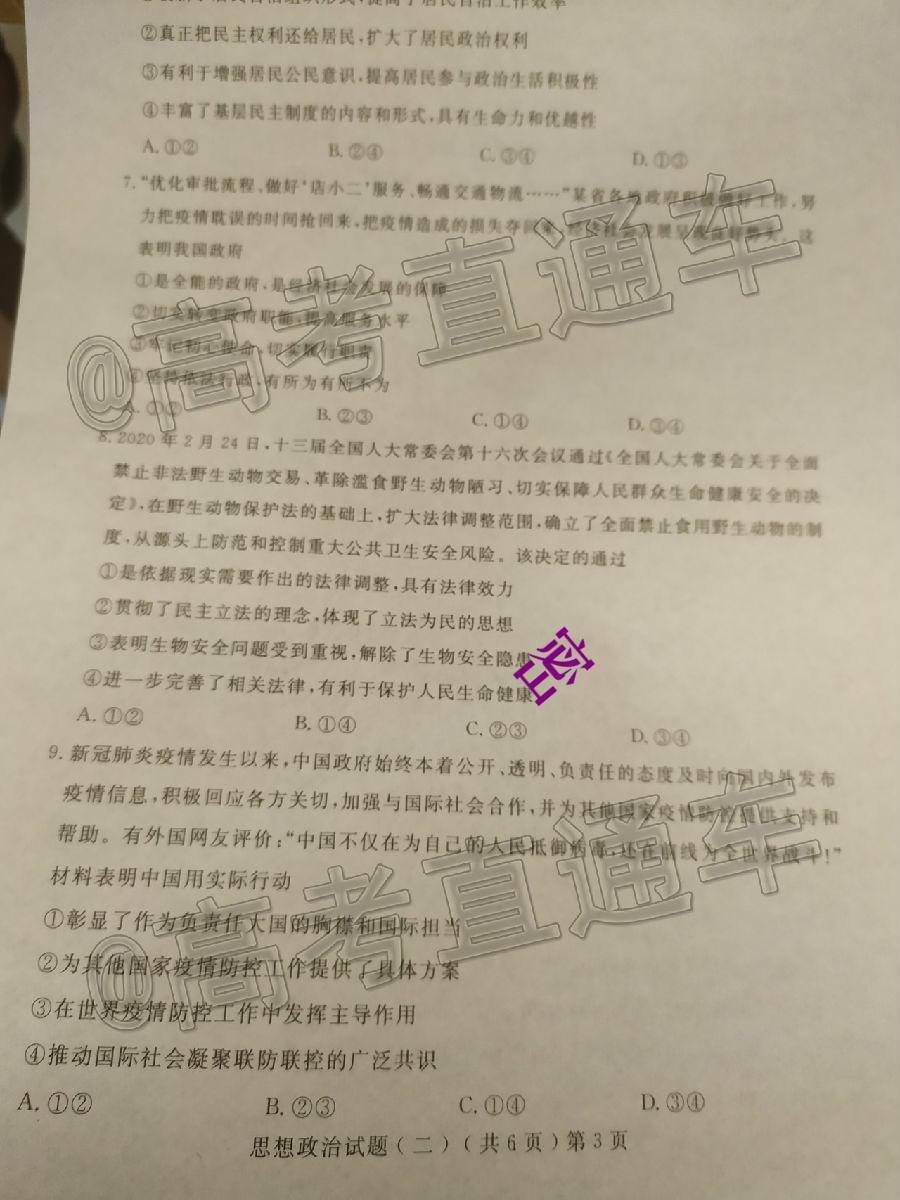 ②真正把民主权利还给居民,扩大了居民政治权利
③有利于增强居民公民意识,提高居民参与政治生活积极性
④丰富了基层民主制度的内容和形式,具有生命力和优越性
A. ①② B. ②④ C. ③④ D. ①③
7. “优化审批流程、做好‘店小二’服务、畅通交通物流……”某省各地政府积极做好工作,努
力把疫情耽误的时间抢回来,把疫情造成的损失夺回来,经济社会发展呈现良好势头。这
表明我国政府
①是全能的政府,是经济社会发展的保障
②切实转变政府职能,提高服务水平
③牢记初心使命,切实履行职责
④坚持依法行政,有所为有所不为
A. ①② B. ②③ C. ①④ D. ③④
8. 2020 年 2 月 24 日,十三届全国人大常委会第十六次会议通过《全国人大常委会关于全面
禁止非法野生动物交易、革除滥食野生动物陋习、切实保障人民群众生命健康安全的决
定》,在野生动物保护法的基础上,扩大法律调整范围,确立了全面禁止食用野生动物的制
度,从源头上防范和控制重大公共卫生安全风险。该决定的通过
①是依据现实需要作出的法律调整,具有法律效力
②贯彻了民主立法的理念,体现了立法为民的思想
③表明生物安全问题受到重视,解除了生物安全隐患
④进一步完善了相关法律,有利于保护人民生命健康
密
A. ①② B. ①④ C. ②③ D. ③④
9. 新冠肺炎疫情发生以来,中国政府始终本着公开、透明、负责任的态度及时向国内外发布
疫情信息,积极回应各方关切,加强与国际社会合作,并为其他国家疫情防控提供支持和
帮助。有外国网友评价:“中国不仅在为自己的人民抵御病毒,还在前线为全世界战斗!”
材料表明中国用实际行动
①彰显了作为负责任大国的胸襟和国际担当
②为其他国家疫情防控工作提供了具体方案
③在世界疫情防控工作中发挥主导作用
④推动国际社会凝聚联防联控的广泛共识
A. ①② B. ②③ C. ①④ D. ③④
思想政治试题(二)(共6页)第3页
@高考直通车
@高考直通车